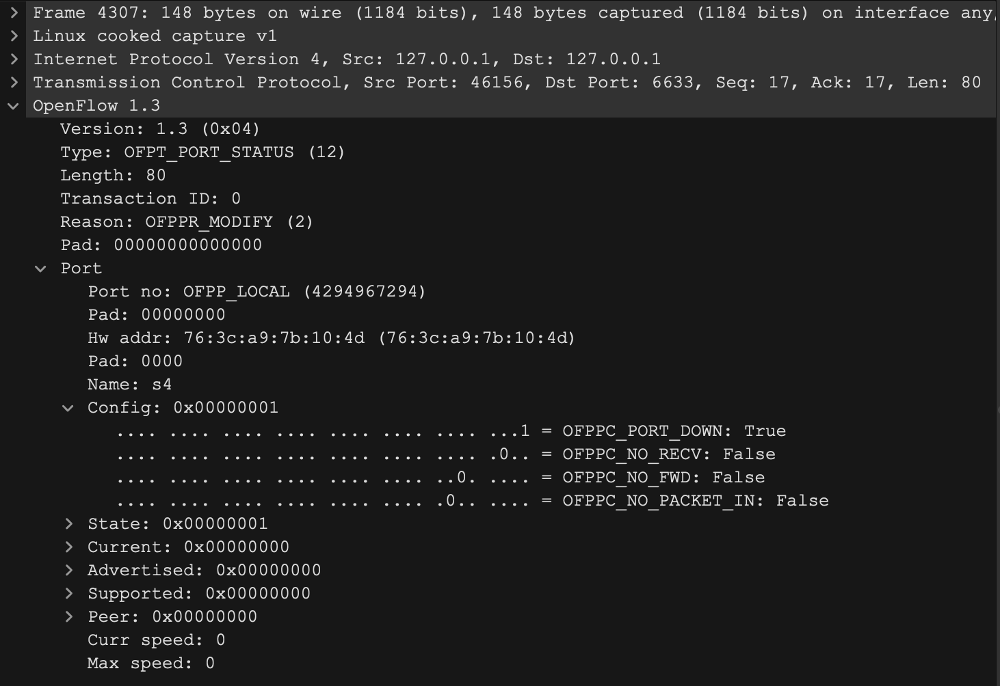 Frame 4307: 148 bytes on wire (1184 bits), 148 bytes captured (1184 bits) on interface any,
Linux cooked capture v1
Internet Protocol Version 4, Src: 127.0.0.1, Dst: 127.0.0.1
Transmission Control Protocol, Src Port: 46156, Dst Port: 6633, Seq: 17, Ack: 17, Len: 80
OpenFlow 1.3
Version: 1.3 (0x04)
Type: OFPT_PORT_STATUS (12)
Length: 80
Transaction ID: 0
Reason: OFPPR_MODIFY (2)
Pad: 00000000000000
Port
Port no: OFPP_LOCAL (4294967294)
Pad: 00000000
Hw addr: 76:3c:a9:7b:10:4d (76:3c:a9:7b:10:4d)
Pad: 0000
Name: s4
Config: 0x00000001
.... .... .... .... .... .... .... ...1 = OFPPC_PORT_DOWN: True
.... .... .... .... .... .... .... .0.. = OFPPC_NO_RECV: False
.... .... .... .... .... .... ..0. .... = OFPPC_NO_FWD: False
.... .... .... .... .... .... .0.. .... = OFPPC_NO_PACKET_IN: False
State: 0x00000001
Current: 0x00000000
Advertised: 0x00000000
Supported: 0x00000000
Peer: 0x00000000
Curr speed: 0
Max speed: 0